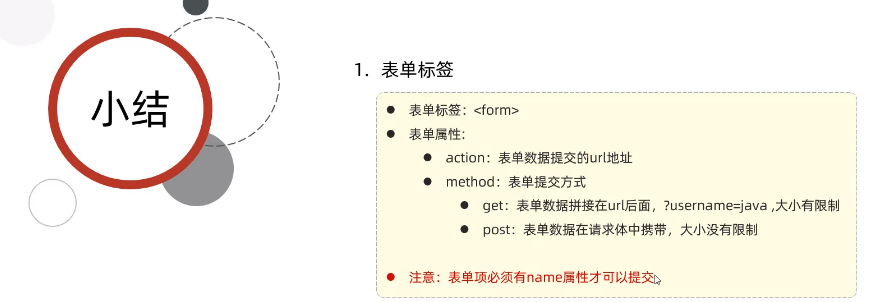 小结
1. 表单标签
● 表单标签：<form>
● 表单属性：
● action：表单数据提交的url地址
● method：表单提交方式
● get：表单数据拼接在url后面，?username=java ,大小有限制
● post：表单数据在请求体中携带，大小没有限制
● 注意：表单项必须有name属性才可以提交